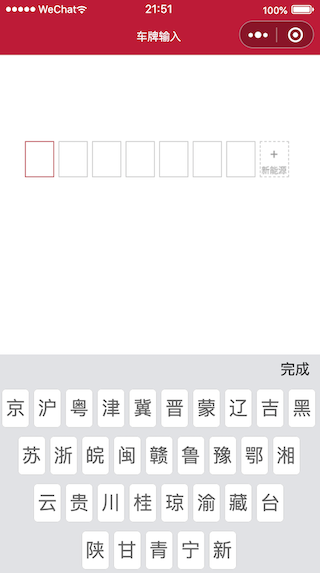 WeChat 21:51 100%
车牌输入
+
新能源
完成
京 沪 粤 津 冀 晋 蒙 辽 吉 黑
苏 浙 皖 闽 赣 鲁 豫 鄂 湘
云 贵 川 桂 琼 渝 藏 台
陕 甘 青 宁 新